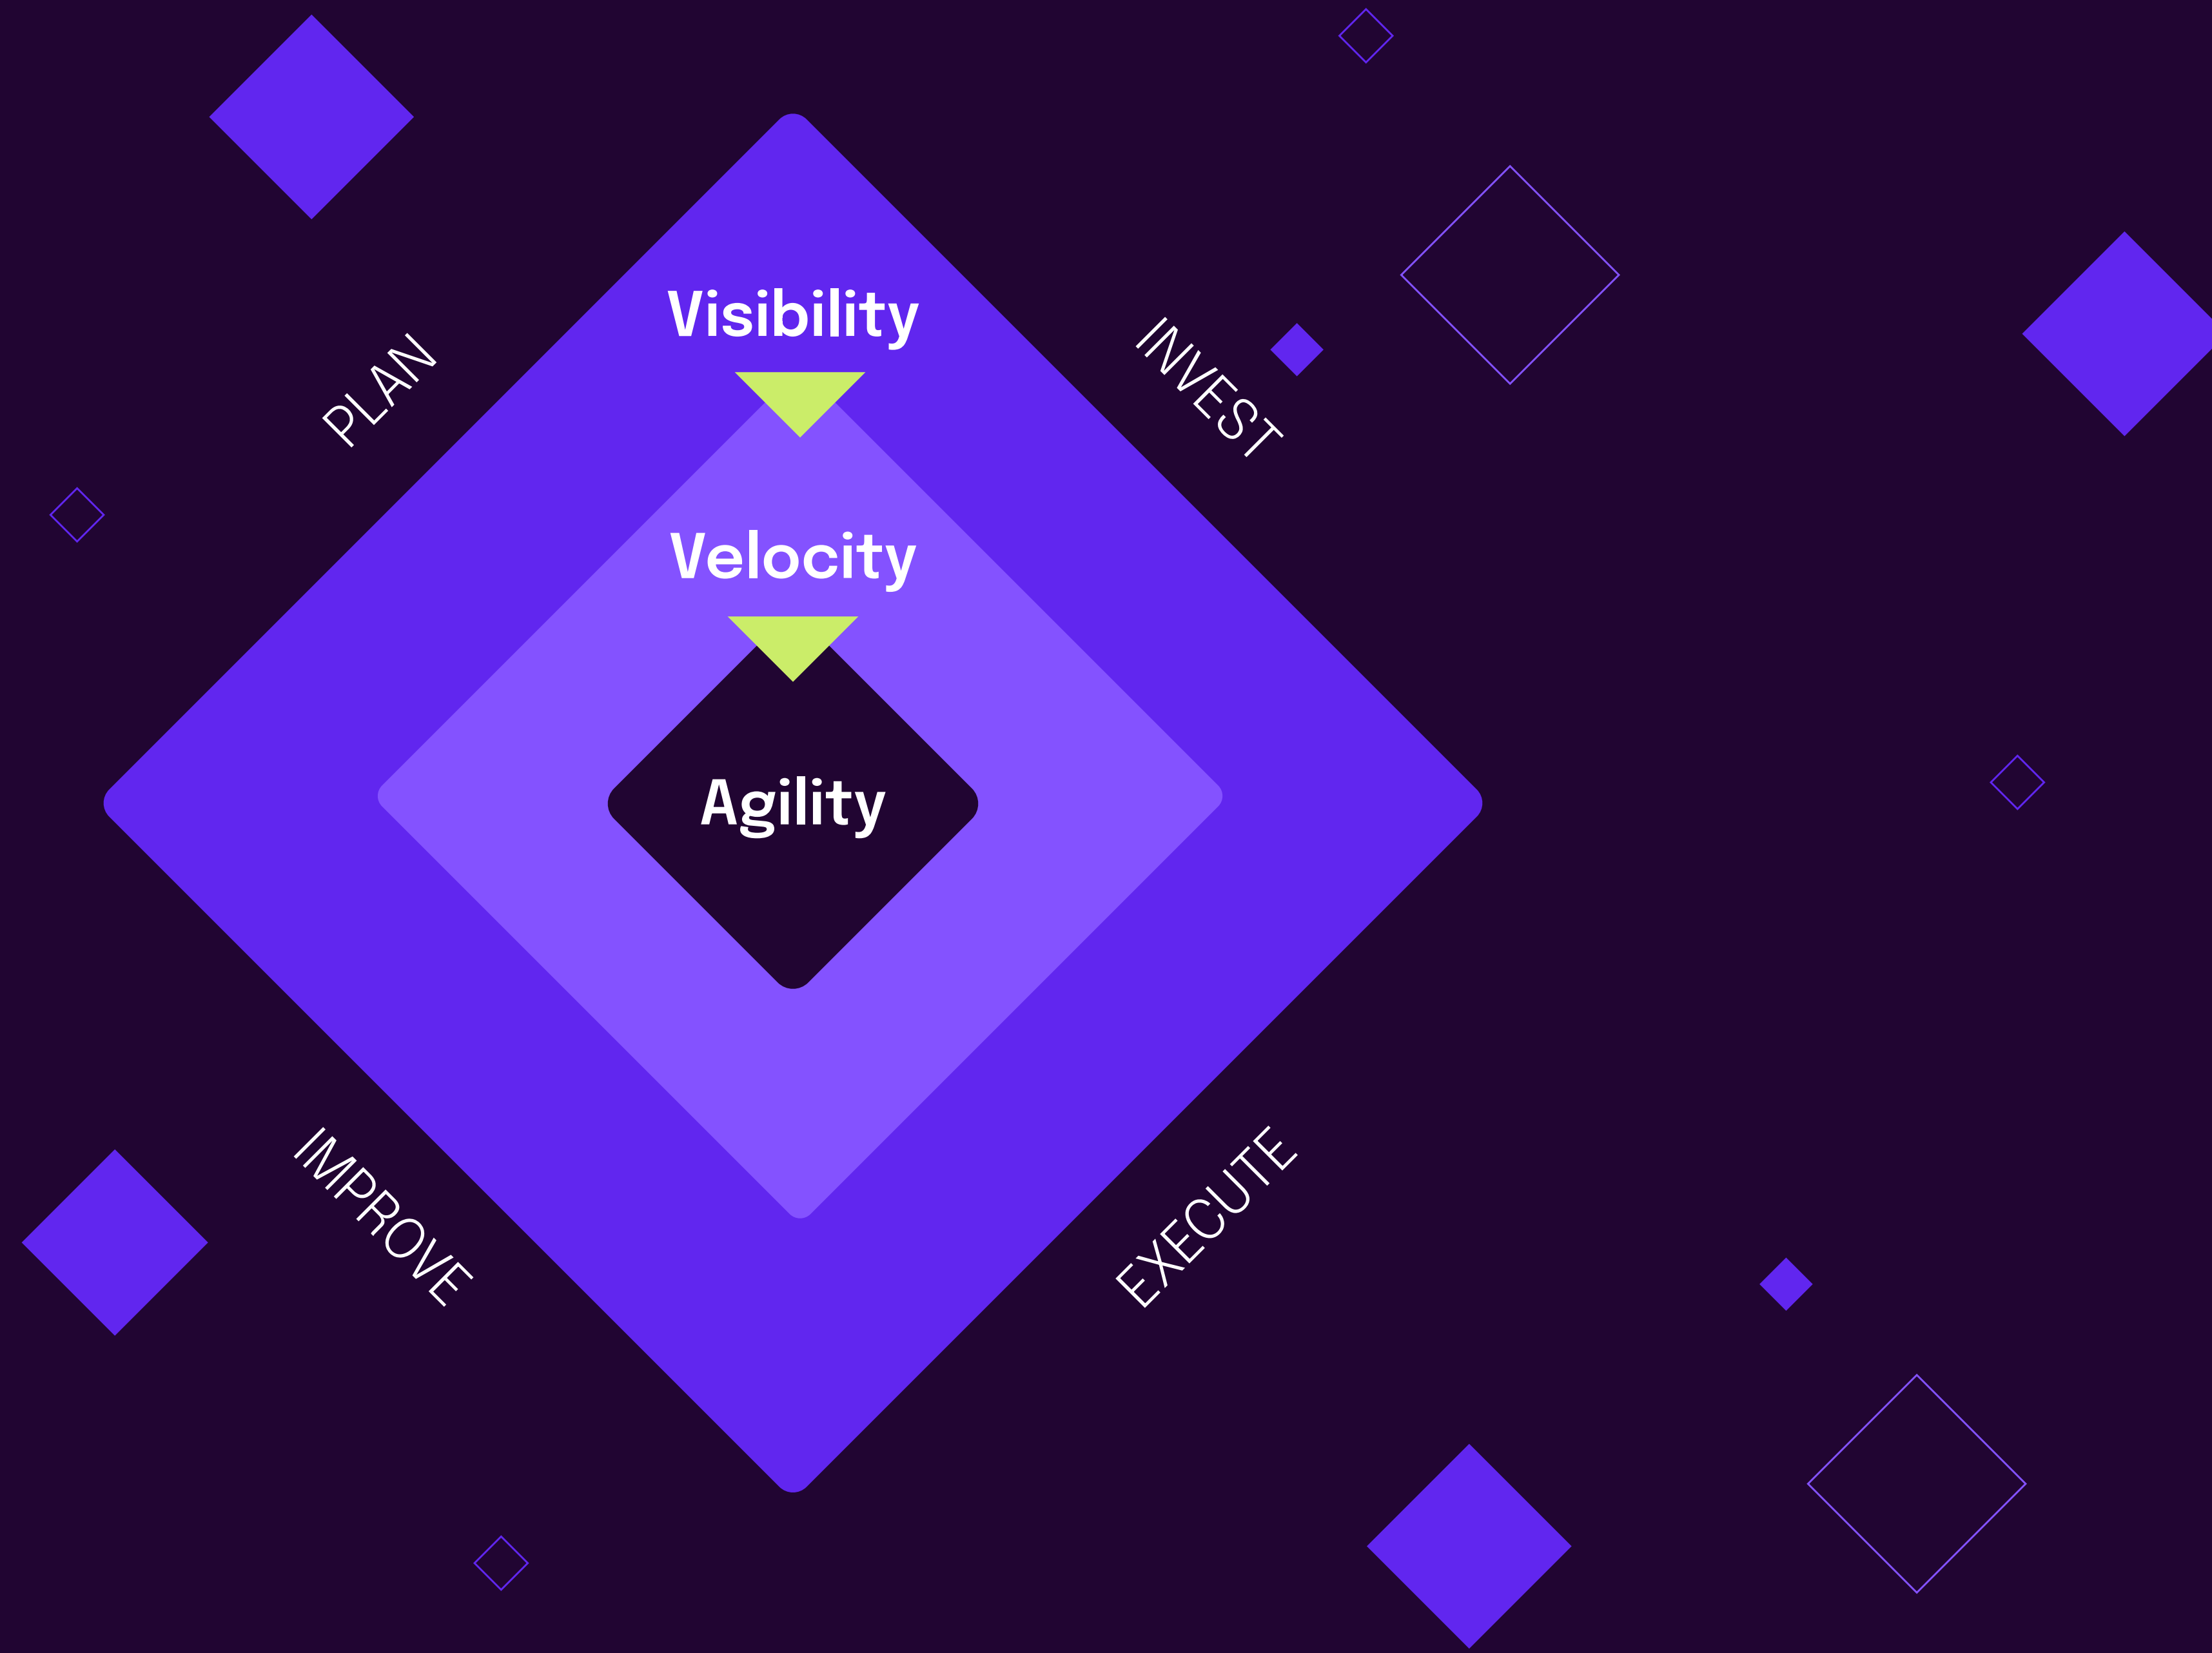 Visibility
PLAN
INVEST
Velocity
Agility
IMPROVE
EXECUTE